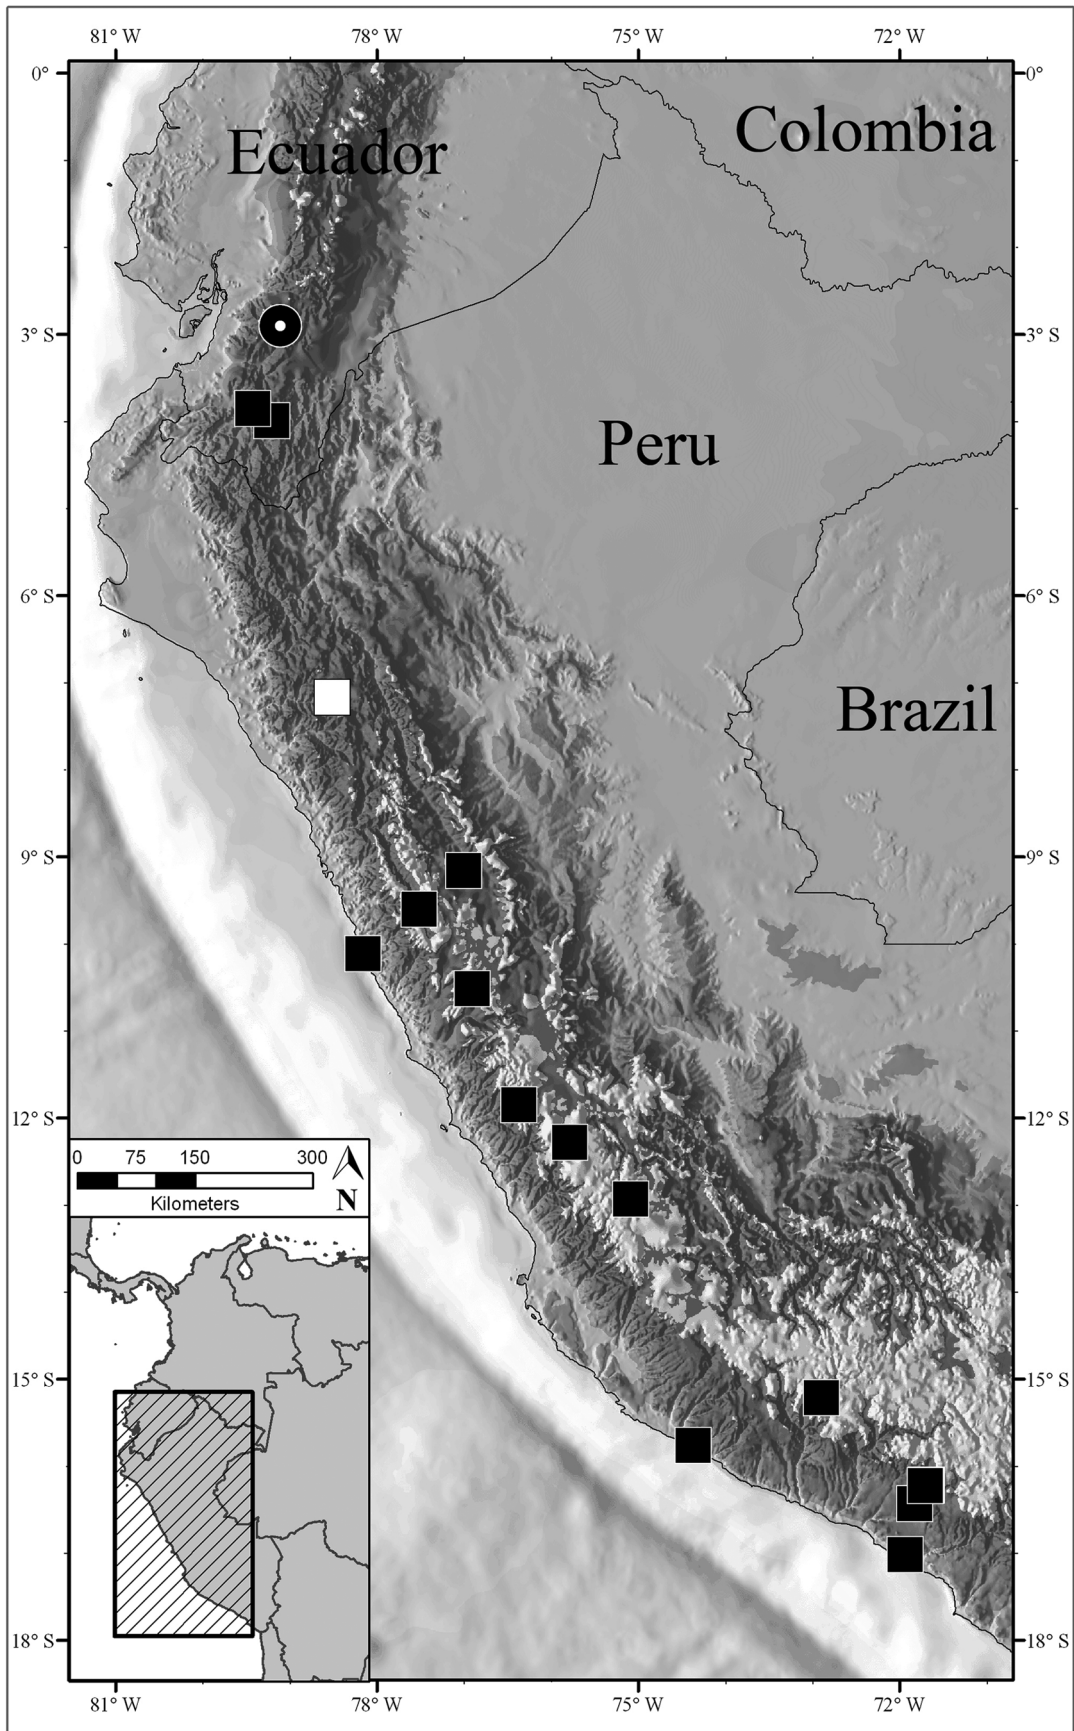 81° W 78° W 75° W 72° W
0° 0°
Ecuador
Colombia
3° S 3° S
Peru
6° S 6° S
Brazil
9° S 9° S
12° S 12° S
0 75 150 300
Kilometers
N
15° S 15° S
18° S 18° S
81° W 78° W 75° W 72° W